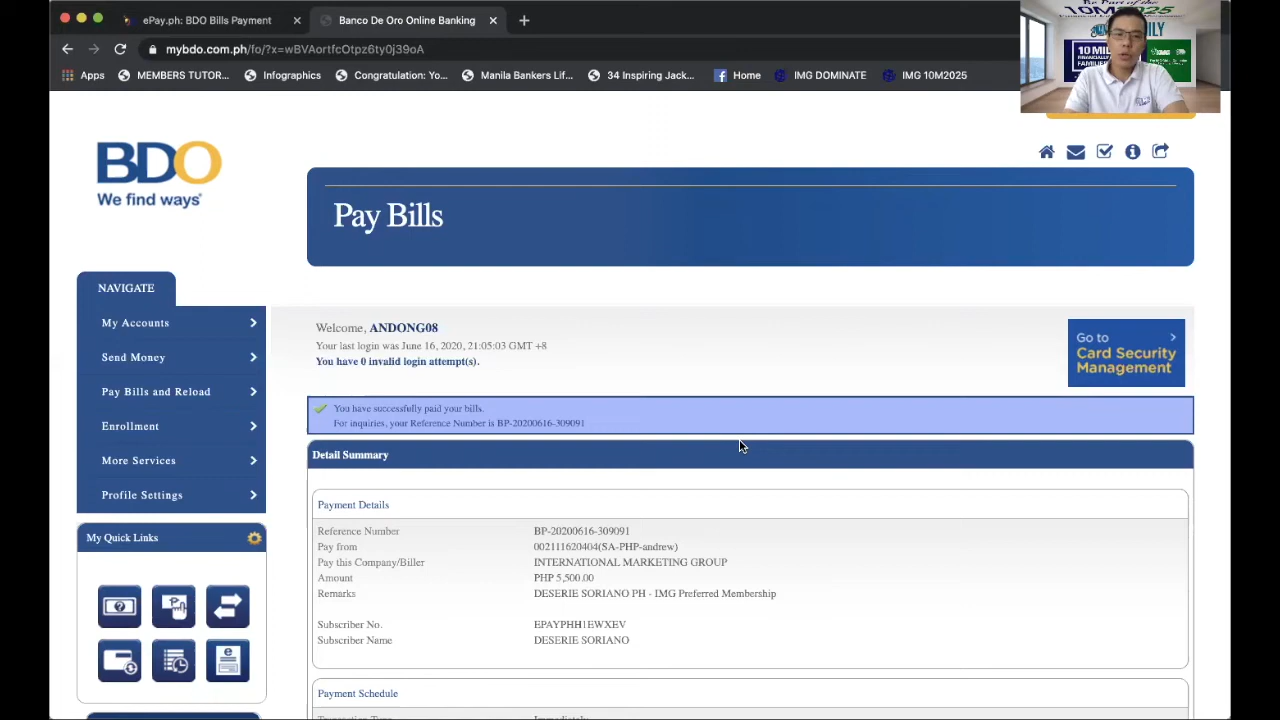 ePay.ph: BDO Bills Payment
Banco De Oro Online Banking
mybdo.com.ph/fo/?x=wBVAortfcOtpz6ty0j39oA
Apps
MEMBERS TUTOR...
Infographics
Congratulation: Yo...
Manila Bankers Lif...
34 Inspiring Jack...
Home
IMG DOMINATE
IMG 10M2025
10 MIL
BDO
We find ways
Pay Bills
NAVIGATE
My Accounts
Send Money
Pay Bills and Reload
Enrollment
More Services
Profile Settings
My Quick Links
Welcome, ANDONG08
Your last login was June 16, 2020, 21:05:03 GMT +8
You have 0 invalid login attempt(s).
Go to
Card Security
Management
You have successfully paid your bills.
For inquiries, your Reference Number is BP-20200616-309091
Detail Summary
Payment Details
Reference Number BP-20200616-309091
Pay from 002111620404(SA-PHP-andrew)
Pay this Company/Biller INTERNATIONAL MARKETING GROUP
Amount PHP 5,500.00
Remarks DESERIE SORIANO PH - IMG Preferred Membership
Subscriber No. EPAYPHH1EWXEV
Subscriber Name DESERIE SORIANO
Payment Schedule
Transaction Type Immediately